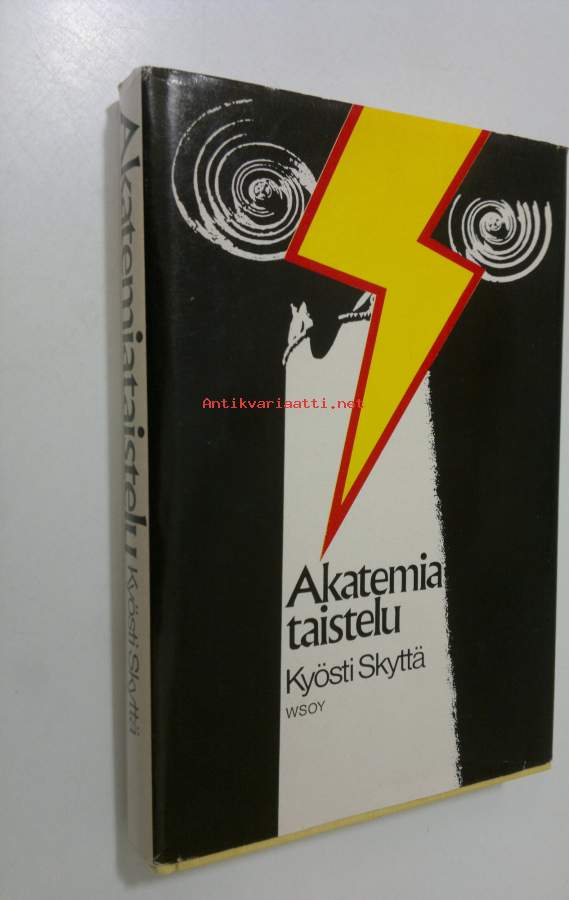 Akatemiataistelu Kyösti Skyttä
Antikvariaatti.net
Akatemia
taistelu
Kyösti Skyttä
WSOY